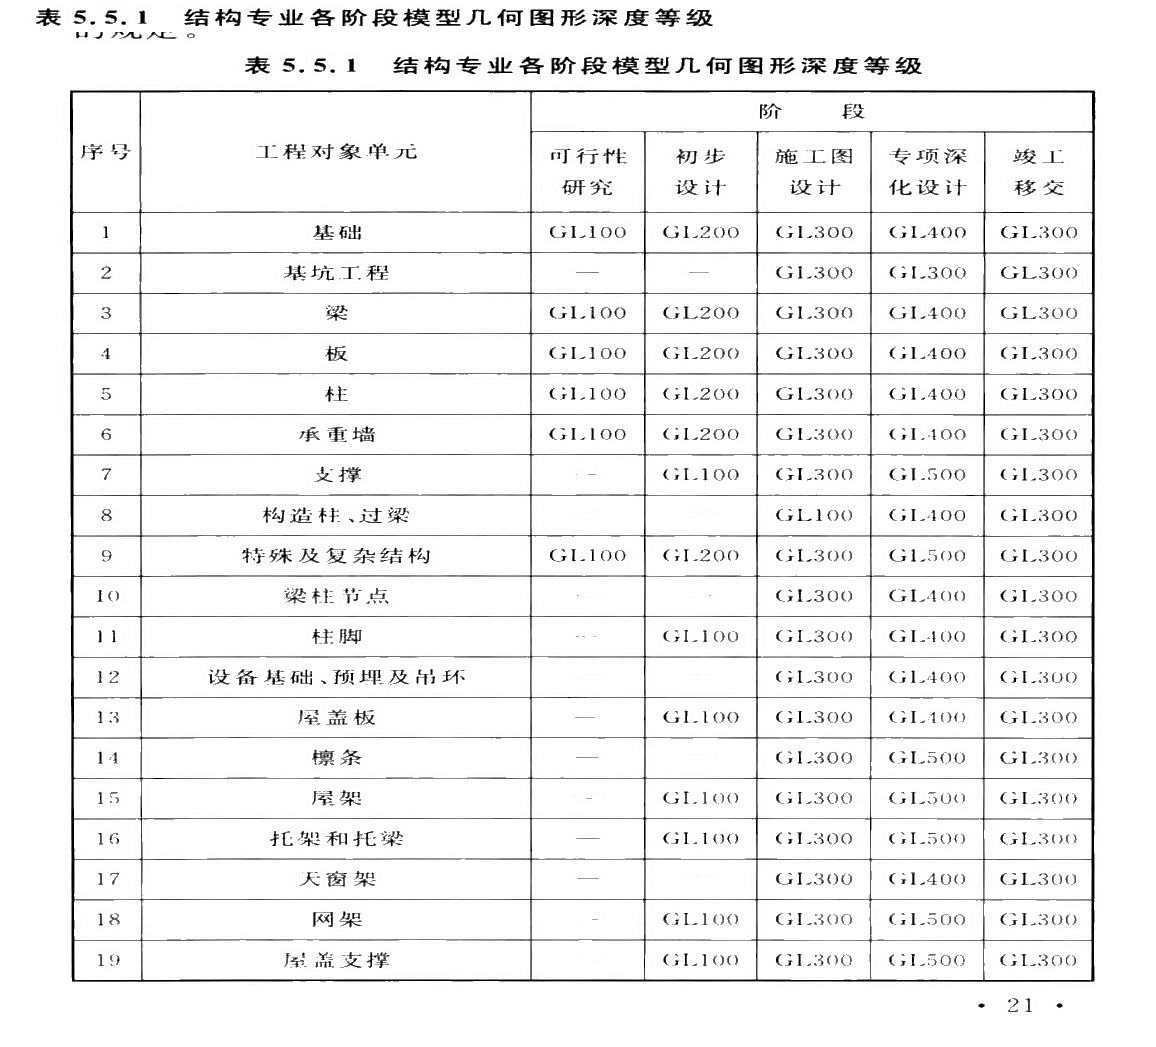 表 5.5.1 结构专业各阶段模型几何图形深度等级
的规定。
表 5.5.1 结构专业各阶段模型几何图形深度等级
序号 工程对象单元 阶 段
可行性研究 初步设计 施工图设计 专项深化设计 竣工移交
1 基础 GL100 GL200 GL300 GL400 GL300
2 基坑工程 — — GL300 GL300 GL300
3 梁 GL100 GL200 GL300 GL400 GL300
4 板 GL100 GL200 GL300 GL400 GL300
5 柱 GL100 GL200 GL300 GL400 GL300
6 承重墙 GL100 GL200 GL300 GL400 GL300
7 支撑 — GL100 GL300 GL500 GL300
8 构造柱、过梁 GL100 GL400 GL300
9 特殊及复杂结构 GL100 GL200 GL300 GL500 GL300
10 梁柱节点 GL300 GL400 GL300
11 柱脚 — GL100 GL300 GL400 GL300
12 设备基础、预埋及吊环 GL300 GL400 GL300
13 屋盖板 — GL100 GL300 GL400 GL300
14 檩条 — GL300 GL500 GL300
15 屋架 — GL100 GL300 GL500 GL300
16 托架和托梁 — GL100 GL300 GL500 GL300
17 天窗架 — GL300 GL400 GL300
18 网架 — GL100 GL300 GL500 GL300
19 屋盖支撑 GL100 GL300 GL500 GL300
· 21 ·